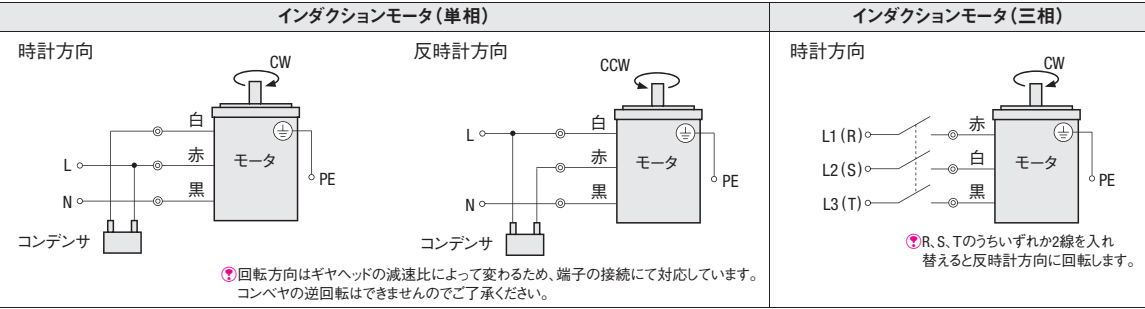 インダクションモータ(単相)
インダクションモータ(三相)
時計方向
CW
白
L
赤
モータ
N
黒
PE
コンデンサ
反時計方向
CCW
L
白
赤
モータ
N
黒
PE
コンデンサ
回転方向はギヤヘッドの減速比によって変わるため、端子の接続にて対応しています。
コンベヤの逆回転はできませんのでご了承ください。
時計方向
CW
L1(R)
赤
L2(S)
白
モータ
L3(T)
黒
PE
R、S、Tのうちいずれか2線を入れ
替えると反時計方向に回転します。